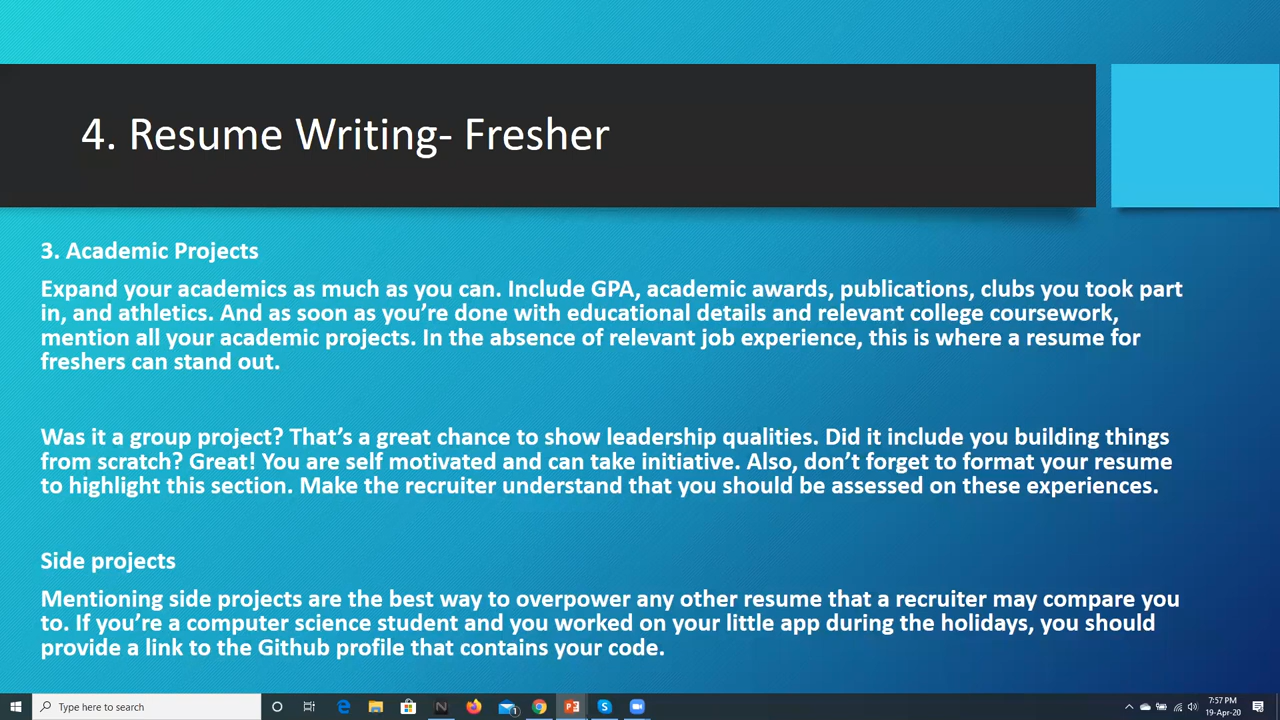 4. Resume Writing- Fresher
3. Academic Projects
Expand your academics as much as you can. Include GPA, academic awards, publications, clubs you took part
in, and athletics. And as soon as you’re done with educational details and relevant college coursework,
mention all your academic projects. In the absence of relevant job experience, this is where a resume for
freshers can stand out.
Was it a group project? That’s a great chance to show leadership qualities. Did it include you building things
from scratch? Great! You are self motivated and can take initiative. Also, don’t forget to format your resume
to highlight this section. Make the recruiter understand that you should be assessed on these experiences.
Side projects
Mentioning side projects are the best way to overpower any other resume that a recruiter may compare you
to. If you’re a computer science student and you worked on your little app during the holidays, you should
provide a link to the Github profile that contains your code.
Type here to search
7:57 PM
19-Apr-20